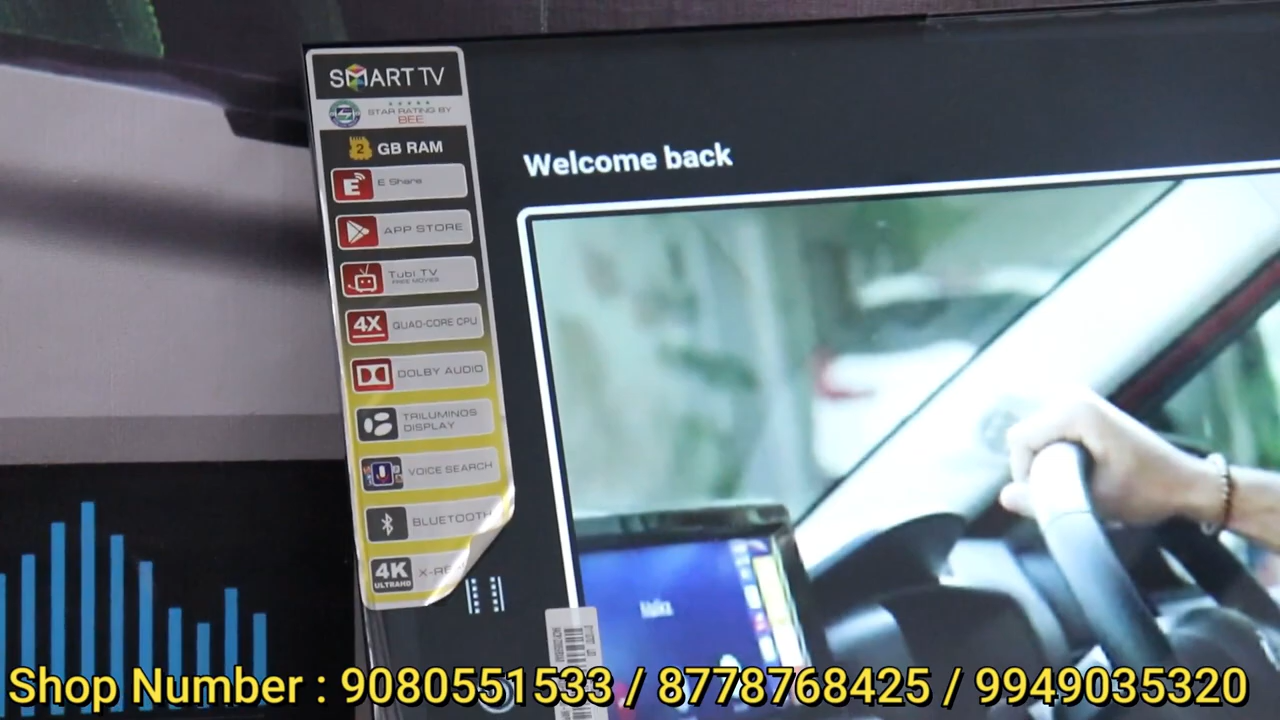 SMART TV
STAR RATING BY
BEE
2 GB RAM
E E Share
APP STORE
Tubi TV
FREE MOVIES
4X QUAD-CORE CPU
DOLBY AUDIO
TRILUMINOS
DISPLAY
VOICE SEARCH
BLUETOOTH
4K
ULTRAHD
Welcome back
Shop Number : 9080551533 / 8778768425 / 9949035320